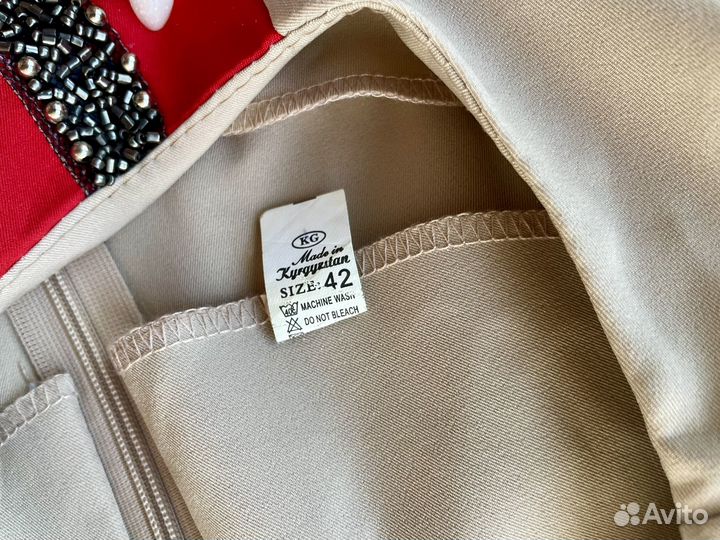 KG
Made in
Kyrgyzstan
SIZE: 42
40 MACHINE WASH
DO NOT BLEACH
Avito